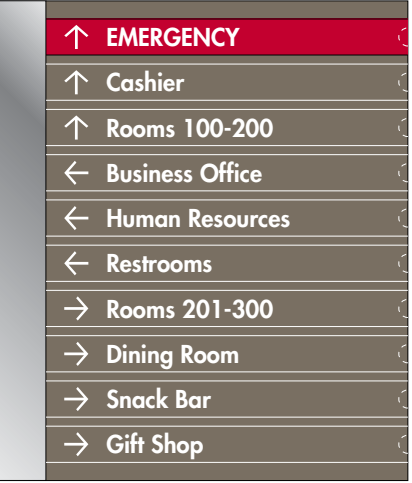 ↑ EMERGENCY
↑ Cashier
↑ Rooms 100-200
← Business Office
← Human Resources
← Restrooms
→ Rooms 201-300
→ Dining Room
→ Snack Bar
→ Gift Shop